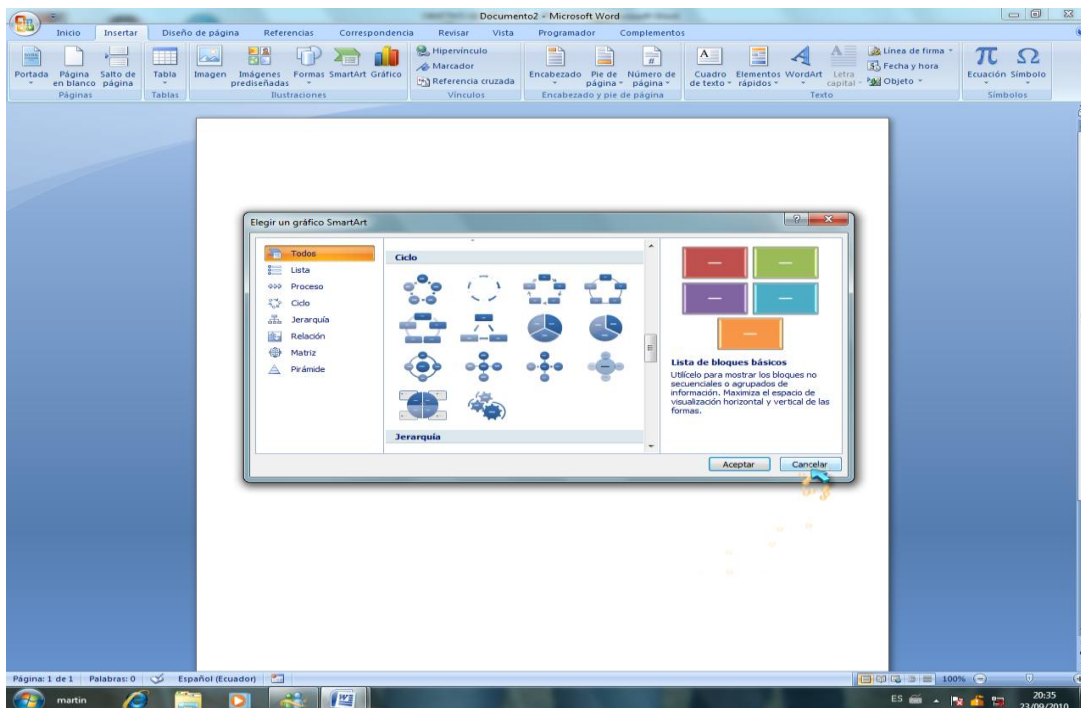 Documento2 - Microsoft Word
Inicio Insertar Diseño de página Referencias Correspondencia Revisar Vista Programador Complementos
Portada Página en blanco Salto de página
Páginas
Tabla
Tablas
Imagen Imágenes prediseñadas Formas SmartArt Gráfico
Ilustraciones
Hipervínculo
Marcador
Referencia cruzada
Vínculos
Encabezado Pie de página Número de página
Encabezado y pie de página
Cuadro de texto Elementos rápidos WordArt Letra capital
Línea de firma
Fecha y hora
Objeto
Texto
Ecuación Símbolo
Símbolos
Elegir un gráfico SmartArt
Todos
Lista
Proceso
Ciclo
Jerarquía
Relación
Matriz
Pirámide
Ciclo
Jerarquía
Lista de bloques básicos
Utilícelo para mostrar los bloques no
secuenciales o agrupados de
información. Maximiza el espacio de
visualización horizontal y vertical de las
formas.
Aceptar Cancelar
Página: 1 de 1 Palabras: 0 Español (Ecuador) 100%
martin ES 20:35
23/09/2010